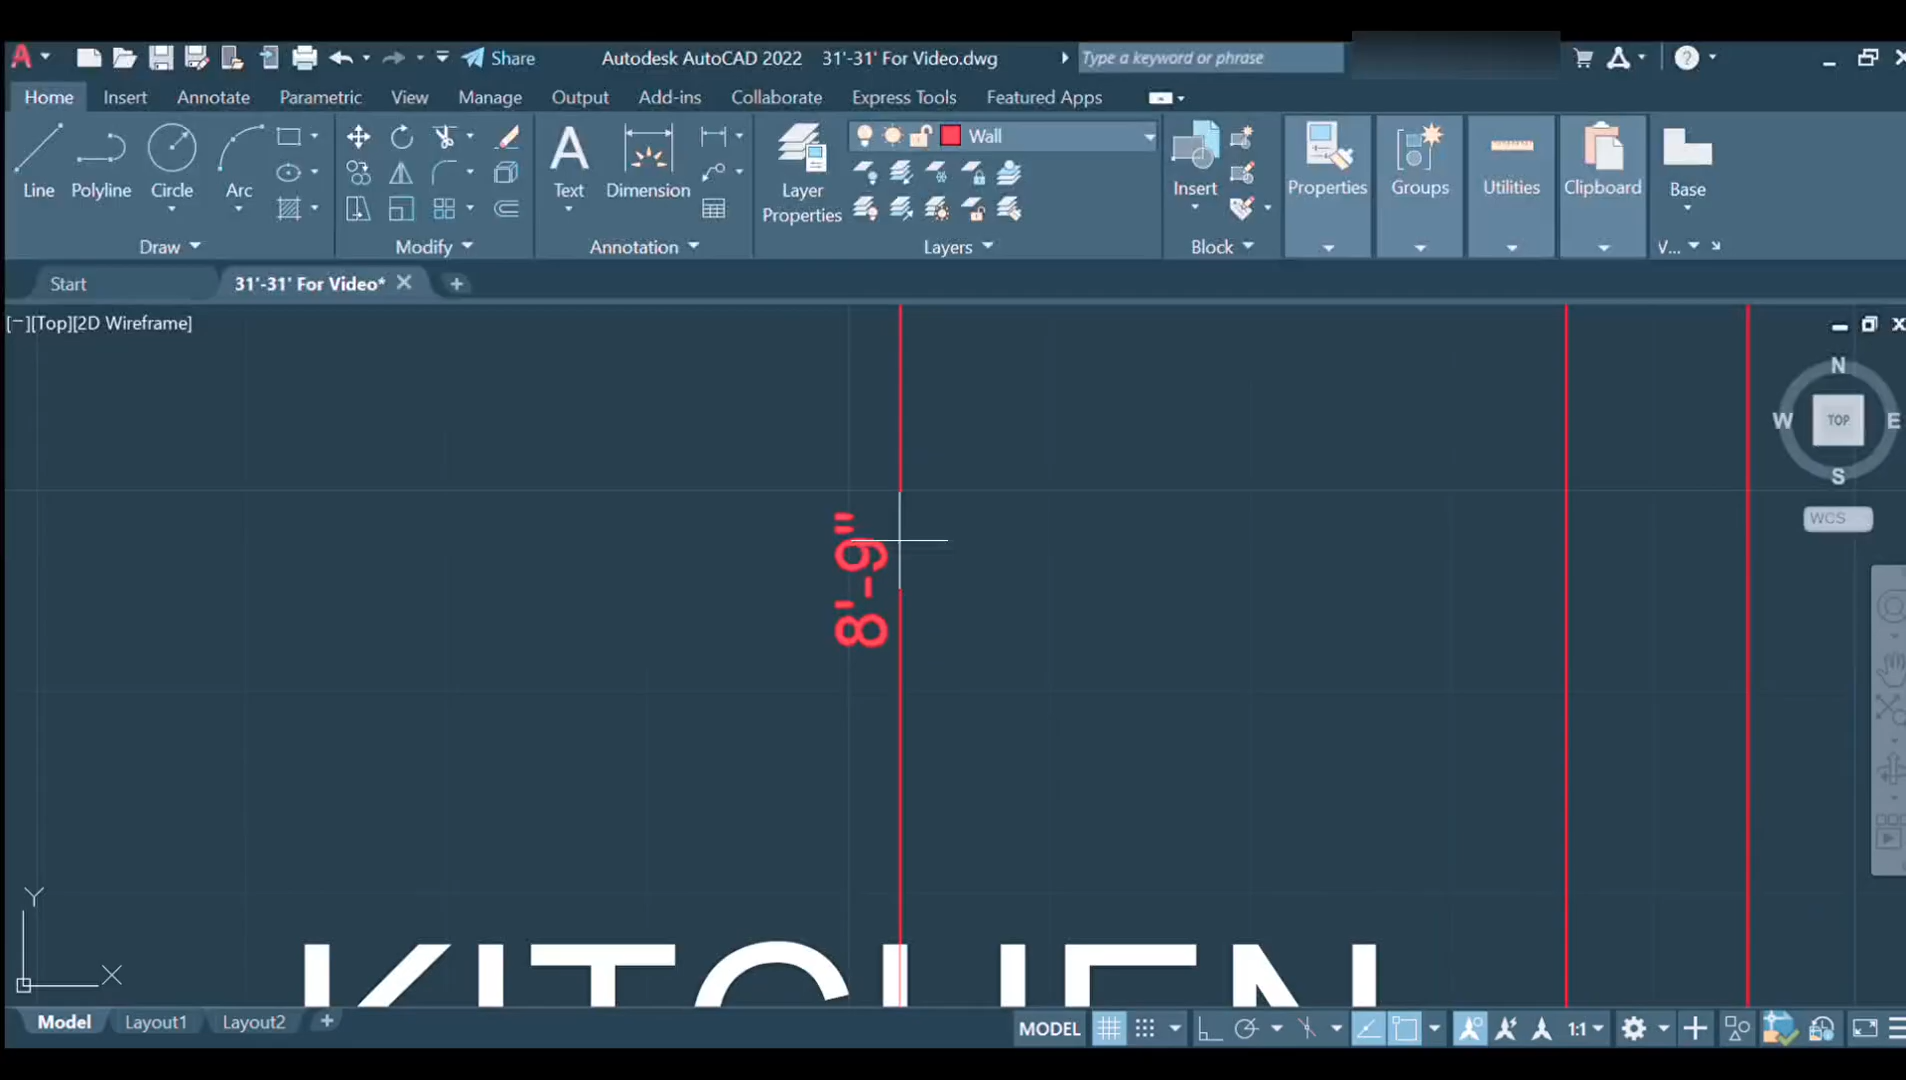 Share Autodesk AutoCAD 2022 31'-31' For Video.dwg Type a keyword or phrase
Home Insert Annotate Parametric View Manage Output Add-ins Collaborate Express Tools Featured Apps
Wall
Line Polyline Circle Arc Text Dimension Layer Properties Insert Properties Groups Utilities Clipboard Base
Draw Modify Annotation Layers Block V...
Start 31'-31' For Video*
[−][Top][2D Wireframe]
N
W TOP E
S
WCS
8'-9"
Y
X
KITCHEN
Model Layout1 Layout2 MODEL 1:1